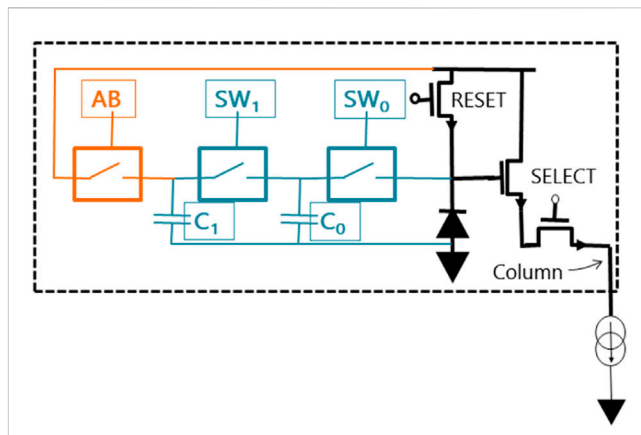 AB
SW₁
SW₀
RESET
SELECT
C₁
C₀
Column